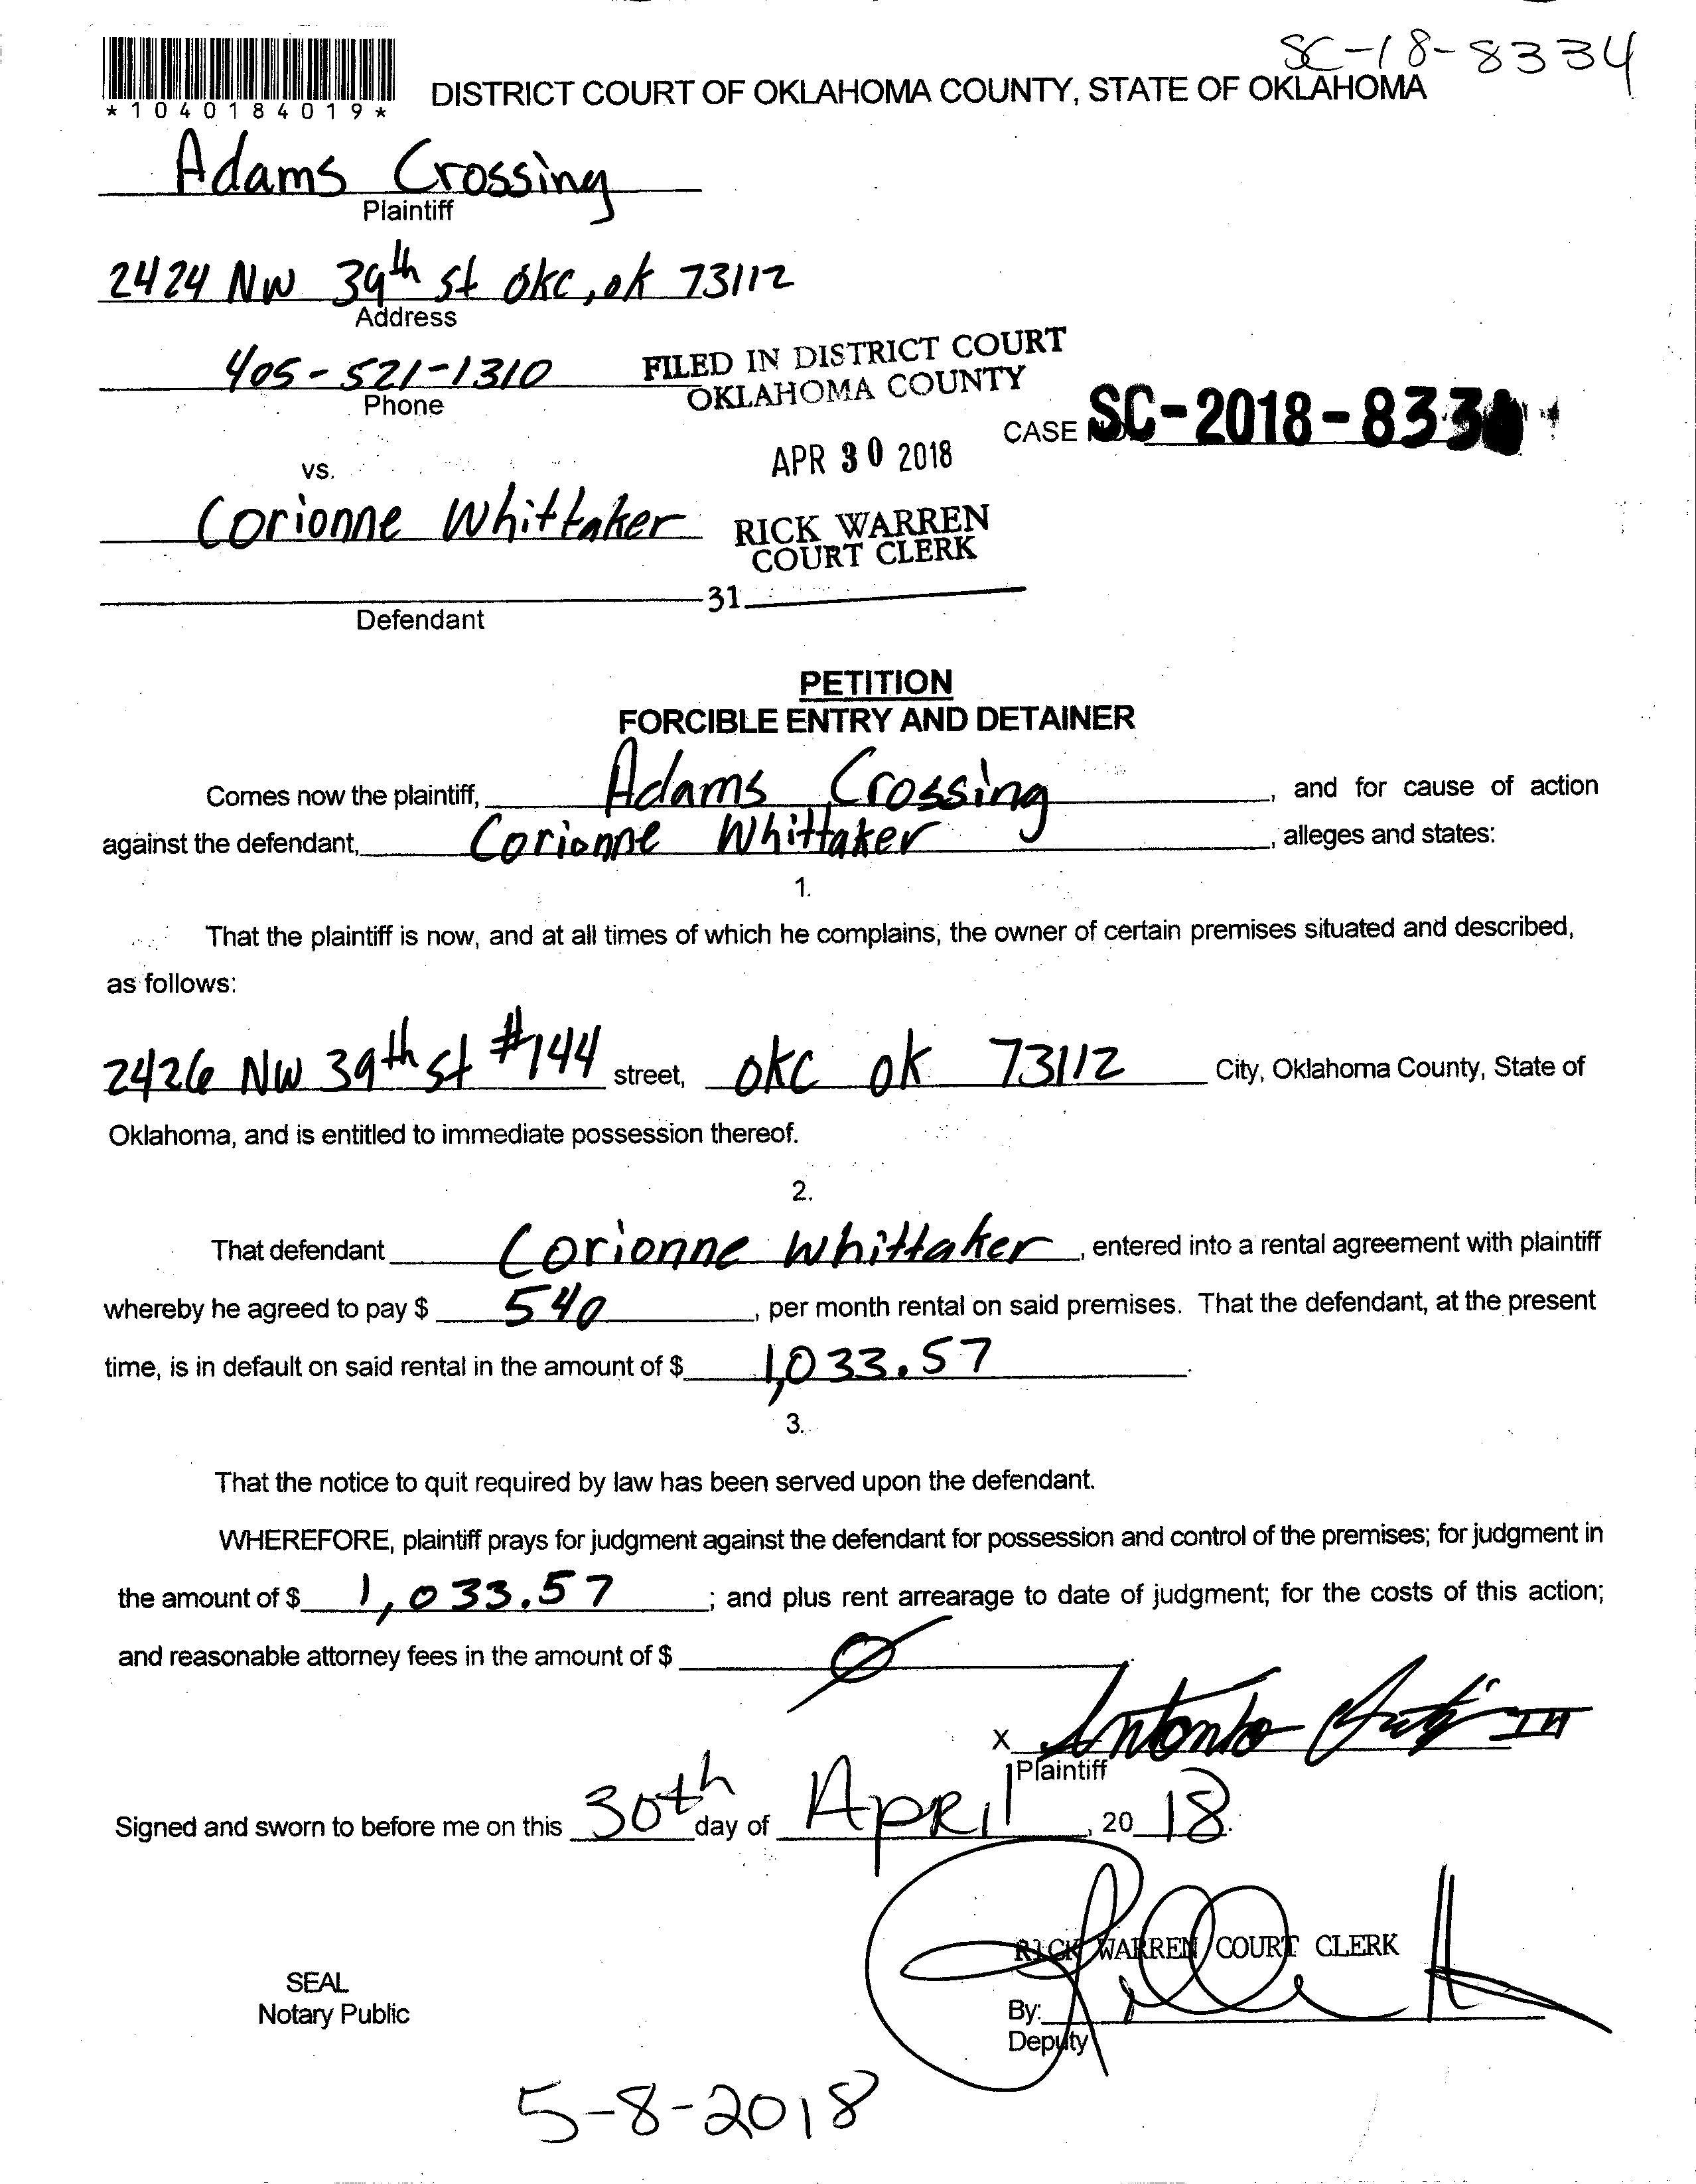 SC-18-8334
*1040184019*
DISTRICT COURT OF OKLAHOMA COUNTY, STATE OF OKLAHOMA
Adams Crossing
Plaintiff
2424 NW 39th st okc, ok 73112
Address
405-521-1310
Phone
FILED IN DISTRICT COURT
OKLAHOMA COUNTY
CASE SC-2018-833
APR 30 2018
vs.
Corionne Whittaker
RICK WARREN
COURT CLERK
31
Defendant
PETITION
FORCIBLE ENTRY AND DETAINER
Comes now the plaintiff, Adams Crossing, and for cause of action
against the defendant, Corionne Whittaker, alleges and states:
1.
That the plaintiff is now, and at all times of which he complains, the owner of certain premises situated and described,
as follows:
2426 NW 39th st #144 street, okc ok 73112 City, Oklahoma County, State of
Oklahoma, and is entitled to immediate possession thereof.
2.
That defendant Corionne Whittaker, entered into a rental agreement with plaintiff
whereby he agreed to pay $ 540, per month rental on said premises. That the defendant, at the present
time, is in default on said rental in the amount of $ 1,033.57.
3.
That the notice to quit required by law has been served upon the defendant.
WHEREFORE, plaintiff prays for judgment against the defendant for possession and control of the premises; for judgment in
the amount of $ 1,033.57; and plus rent arrearage to date of judgment; for the costs of this action;
and reasonable attorney fees in the amount of $ 0
X Antonio III
Plaintiff
Signed and sworn to before me on this 30th day of April, 2018.
RICK WARREN COURT CLERK
SEAL
Notary Public
By:
Deputy
5-8-2018